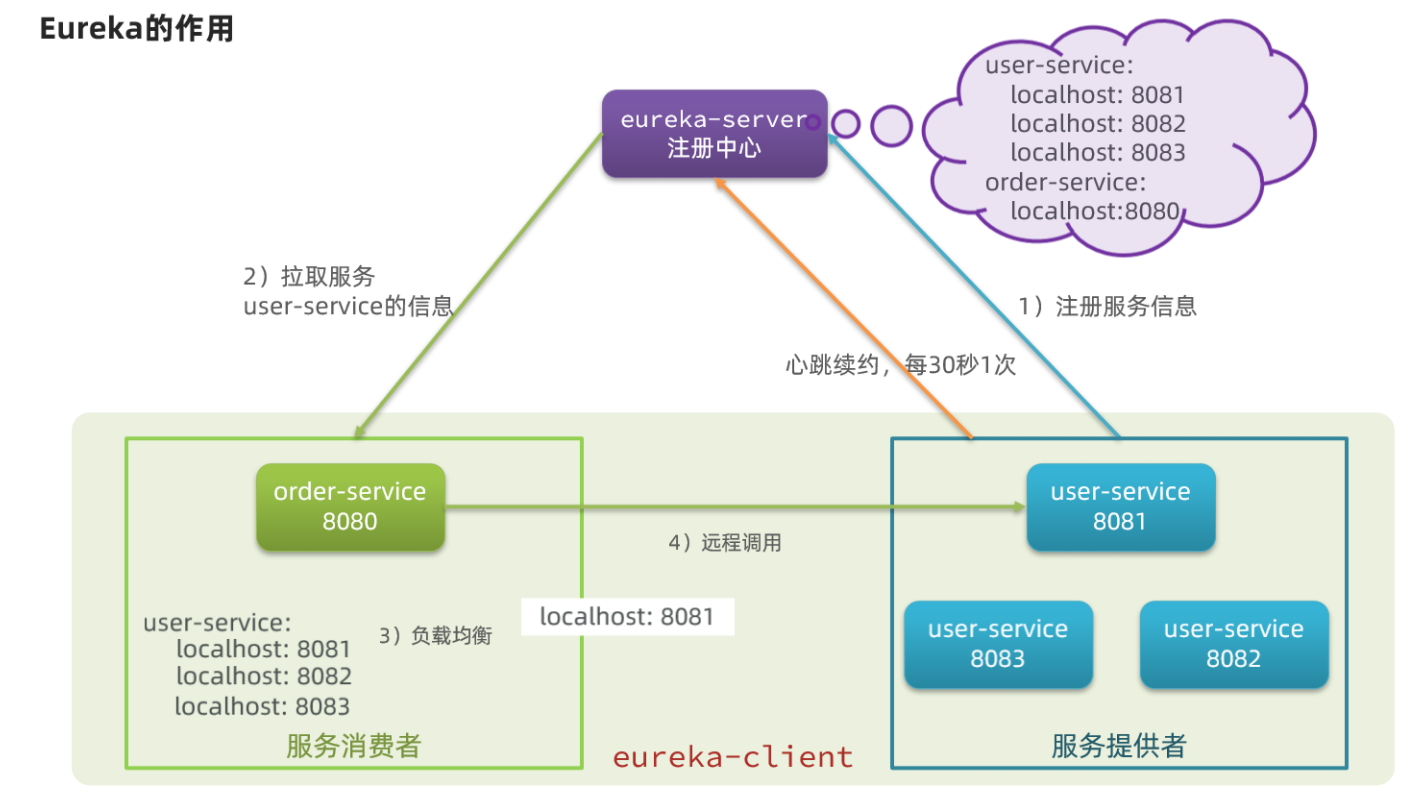 Eureka的作用
user-service:
localhost: 8081
localhost: 8082
localhost: 8083
order-service:
localhost:8080
eureka-server
注册中心
2）拉取服务
user-service的信息
1）注册服务信息
心跳续约，每30秒1次
order-service
8080
user-service
8081
4）远程调用
user-service:
localhost: 8081
localhost: 8082
localhost: 8083
3）负载均衡
localhost: 8081
user-service
8083
user-service
8082
服务消费者
eureka-client
服务提供者